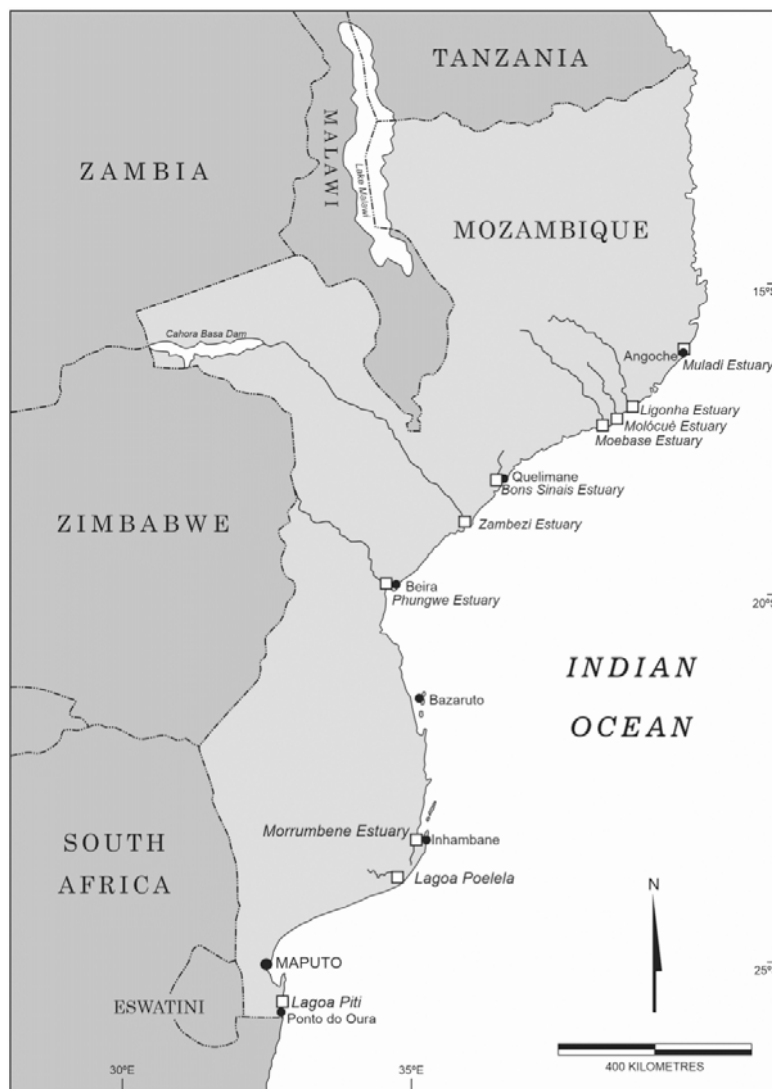 TANZANIA
MALAWI
ZAMBIA
Lake Malawi
MOZAMBIQUE
15°S
Cahora Basa Dam
Angoche
Muladi Estuary
Ligonha Estuary
Molócuè Estuary
Moebase Estuary
Quelimane
Bons Sinais Estuary
ZIMBABWE
Zambezi Estuary
Beira
Phungwe Estuary
20°S
INDIAN
OCEAN
Bazaruto
Morrumbene Estuary
Inhambane
SOUTH
AFRICA
Lagoa Poelela
N
MAPUTO
25°S
ESWATINI
Lagoa Piti
Ponto do Oura
400 KILOMETRES
30°E
35°E